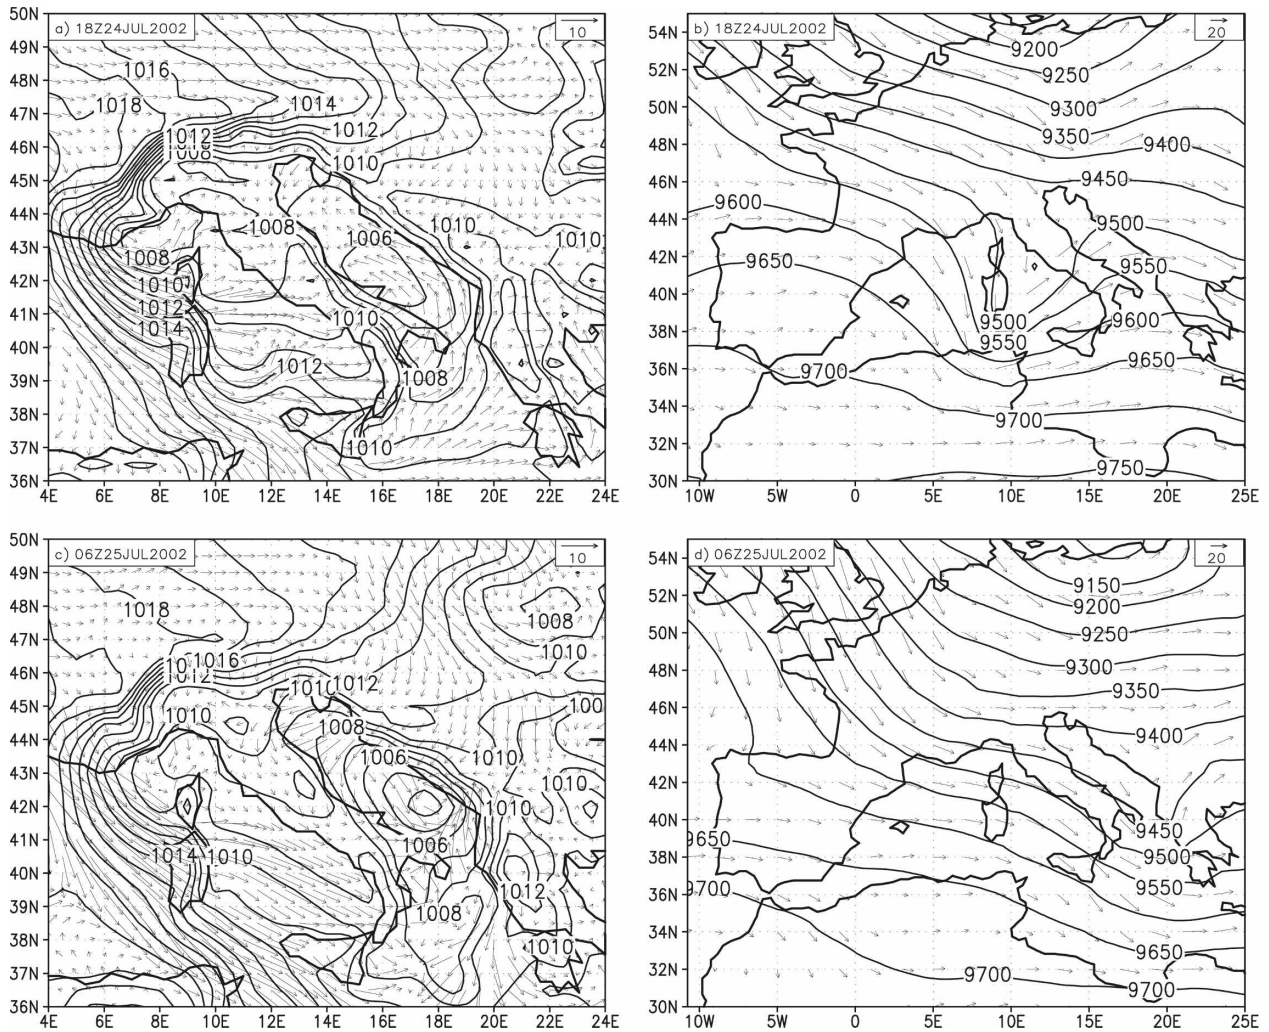 a) 18Z24JUL2002
10
50N
49N
48N
47N
46N
45N
44N
43N
42N
41N
40N
39N
38N
37N
36N
1016
1018
1014
1012
1012
1010
1008
1008
1010
1006
1010
1008
1010
1012
1014
1010
1012
1008
1010
4E
6E
8E
10E
12E
14E
16E
18E
20E
22E
24E
b) 18Z24JUL2002
20
54N
52N
50N
48N
46N
44N
42N
40N
38N
36N
34N
32N
30N
9200
9250
9300
9350
9400
9450
9600
9500
9650
9550
9500
9600
9550
9650
9700
9700
9750
10W
5W
0
5E
10E
15E
20E
25E
c) 06Z25JUL2002
10
50N
49N
48N
47N
46N
45N
44N
43N
42N
41N
40N
39N
38N
37N
36N
1018
1008
1016
1010
1012
1010
1012
1010
1008
1010
1006
1010
1010
1006
1014
1010
1012
1008
1010
4E
6E
8E
10E
12E
14E
16E
18E
20E
22E
24E
d) 06Z25JUL2002
20
54N
52N
50N
48N
46N
44N
42N
40N
38N
36N
34N
32N
30N
9150
9200
9250
9300
9350
9400
9450
9650
9500
9550
9700
9650
9700
9700
10W
5W
0
5E
10E
15E
20E
25E